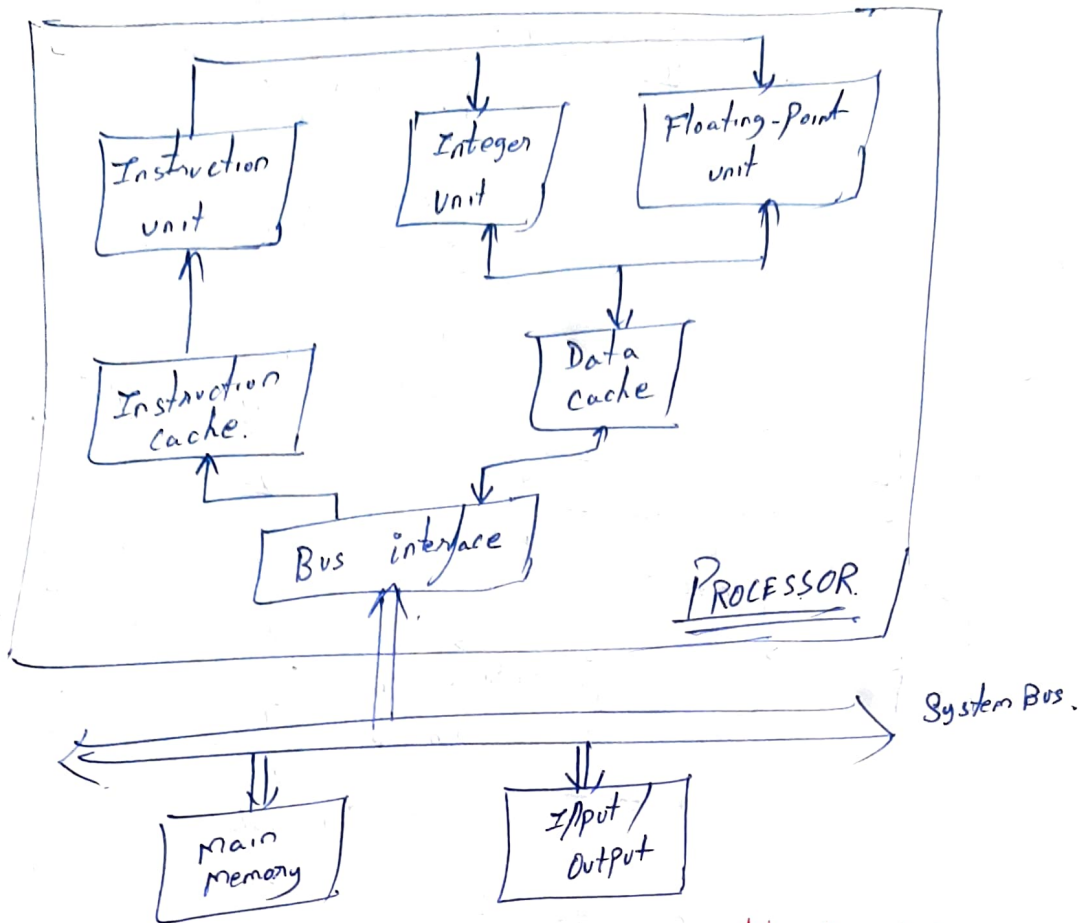 Instruction
unit
Integer
unit
Floating-Point
unit
Instruction
Cache.
Data
Cache
Bus interface
PROCESSOR.
System Bus.
Main
Memory
Input/
Output